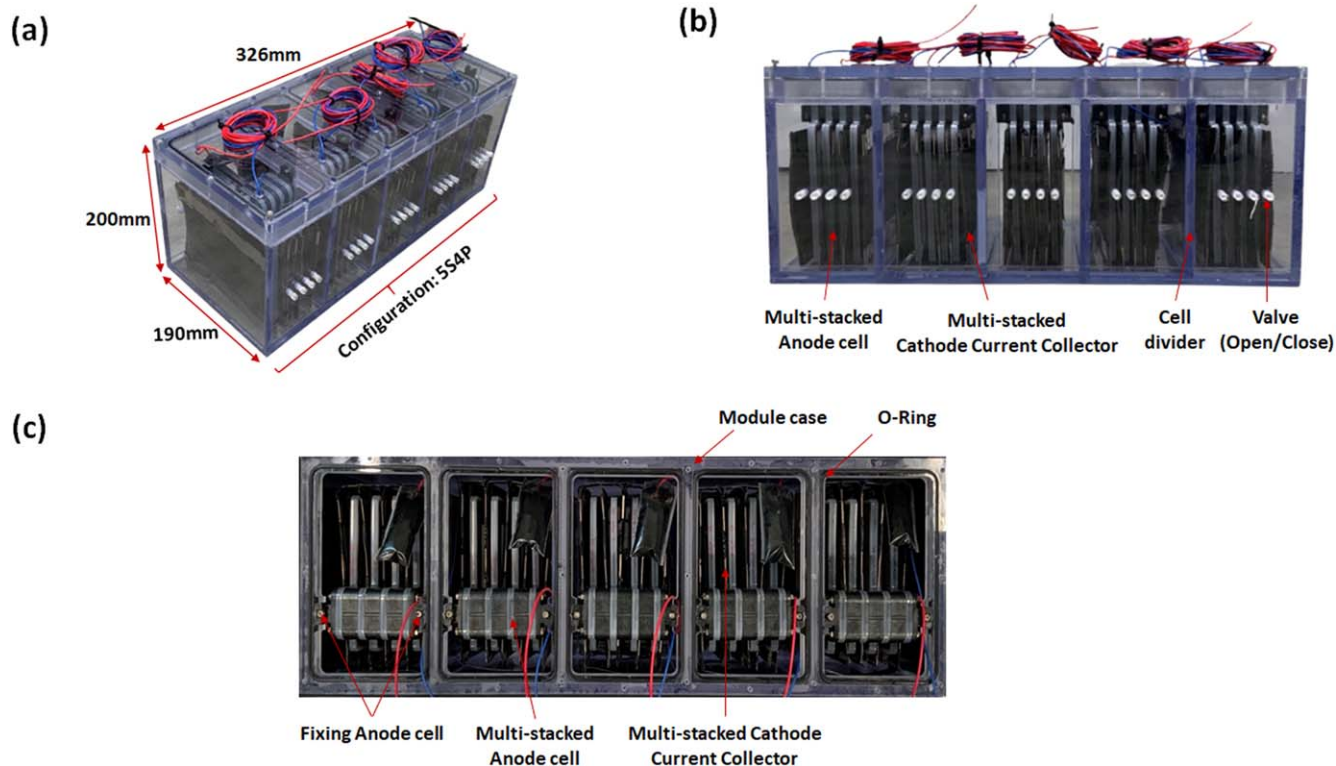 (a)
326mm
200mm
190mm
Configuration: 5S4P
(b)
Multi-stacked
Anode cell
Multi-stacked
Cathode Current Collector
Cell
divider
Valve
(Open/Close)
(c)
Module case
O-Ring
Fixing Anode cell
Multi-stacked
Anode cell
Multi-stacked Cathode
Current Collector